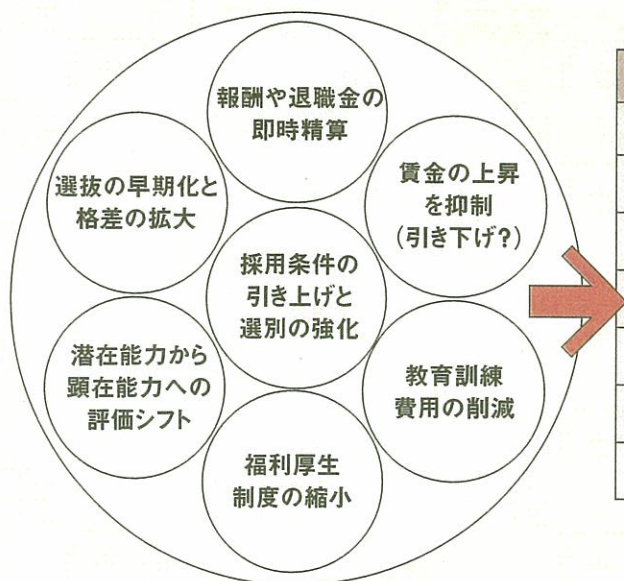 報酬や退職金の
即時精算
選抜の早期化と
格差の拡大
賃金の上昇
を抑制
(引き下げ?)
採用条件の
引き上げと
選別の強化
潜在能力から
顕在能力への
評価シフト
教育訓練
費用の削減
福利厚生
制度の縮小